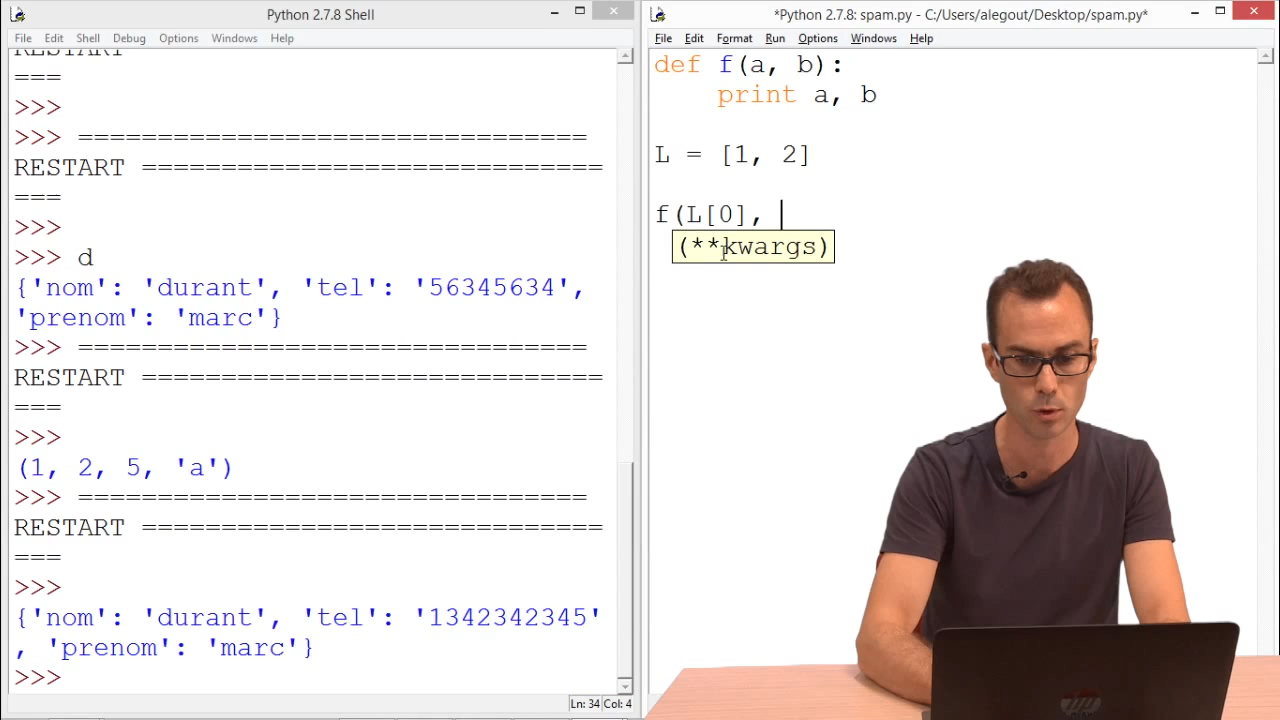 Python 2.7.8 Shell
File Edit Shell Debug Options Windows Help
RESTART
===
>>>
>>> ================================
RESTART =============================
===
>>>
>>> d
{'nom': 'durant', 'tel': '56345634',
'prenom': 'marc'}
>>> ================================
RESTART =============================
===
>>>
(1, 2, 5, 'a')
>>> ================================
RESTART =============================
===
>>>
{'nom': 'durant', 'tel': '1342342345'
, 'prenom': 'marc'}
>>>
Ln: 34 Col: 4
*Python 2.7.8: spam.py - C:/Users/alegout/Desktop/spam.py*
File Edit Format Run Options Windows Help
def f(a, b):
print a, b
L = [1, 2]
f(L[0],
(**kwargs)